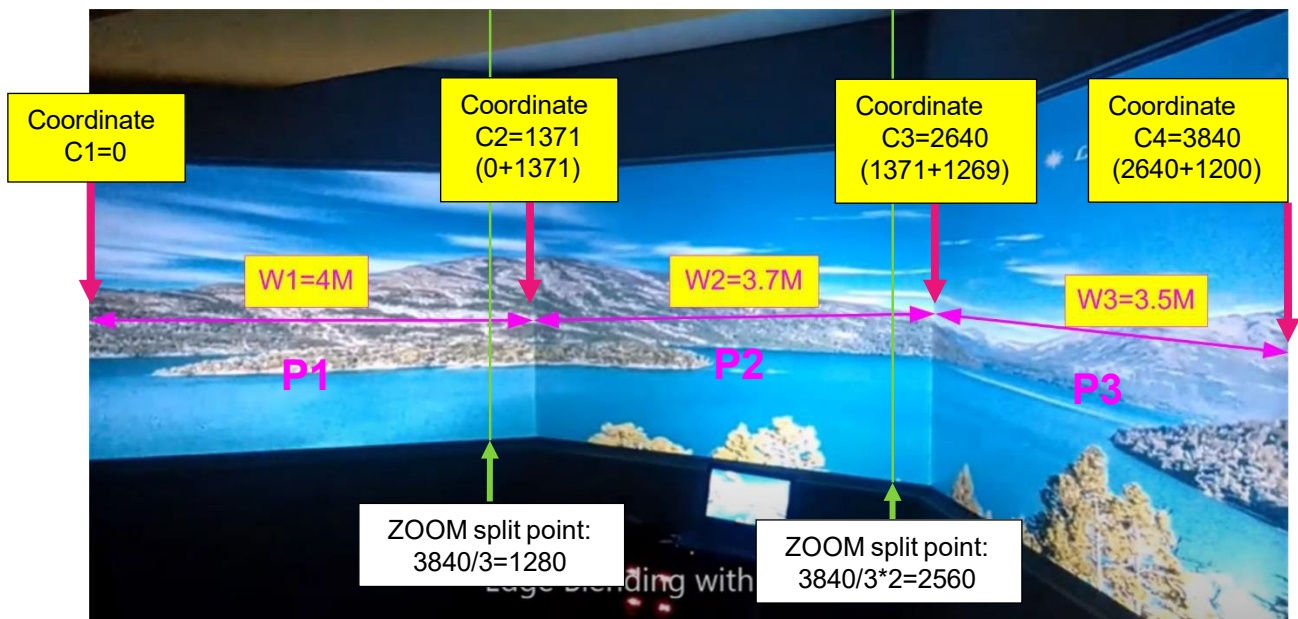 Coordinate
C1=0
Coordinate
C2=1371
(0+1371)
Coordinate
C3=2640
(1371+1269)
Coordinate
C4=3840
(2640+1200)
W1=4M
W2=3.7M
W3=3.5M
P1
P2
P3
ZOOM split point:
3840/3=1280
ZOOM split point:
3840/3*2=2560
with